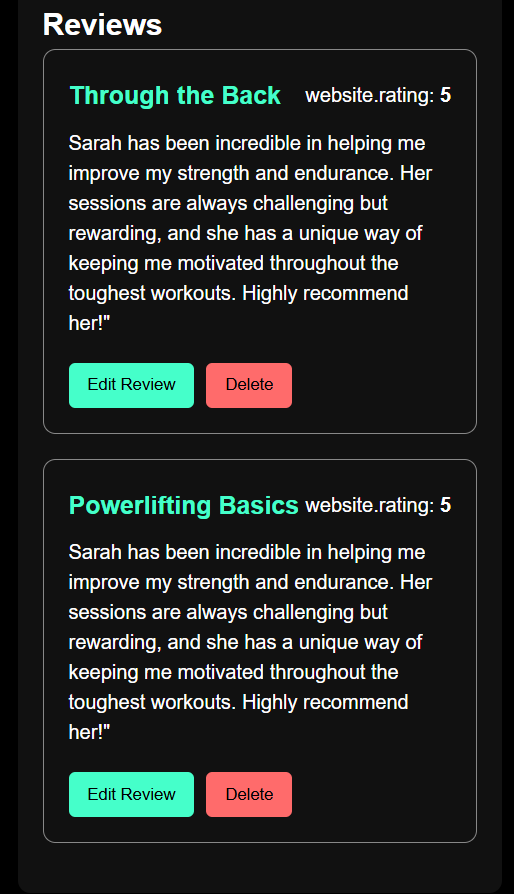 Reviews
Through the Back website.rating: 5
Sarah has been incredible in helping me
improve my strength and endurance. Her
sessions are always challenging but
rewarding, and she has a unique way of
keeping me motivated throughout the
toughest workouts. Highly recommend
her!"
Edit Review Delete
Powerlifting Basics website.rating: 5
Sarah has been incredible in helping me
improve my strength and endurance. Her
sessions are always challenging but
rewarding, and she has a unique way of
keeping me motivated throughout the
toughest workouts. Highly recommend
her!"
Edit Review Delete